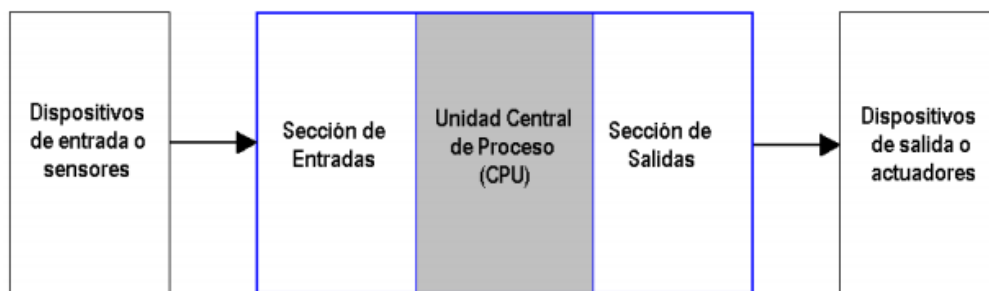 Dispositivos
de entrada o
sensores
Sección de
Entradas
Unidad Central
de Proceso
(CPU)
Sección de
Salidas
Dispositivos
de salida o
actuadores